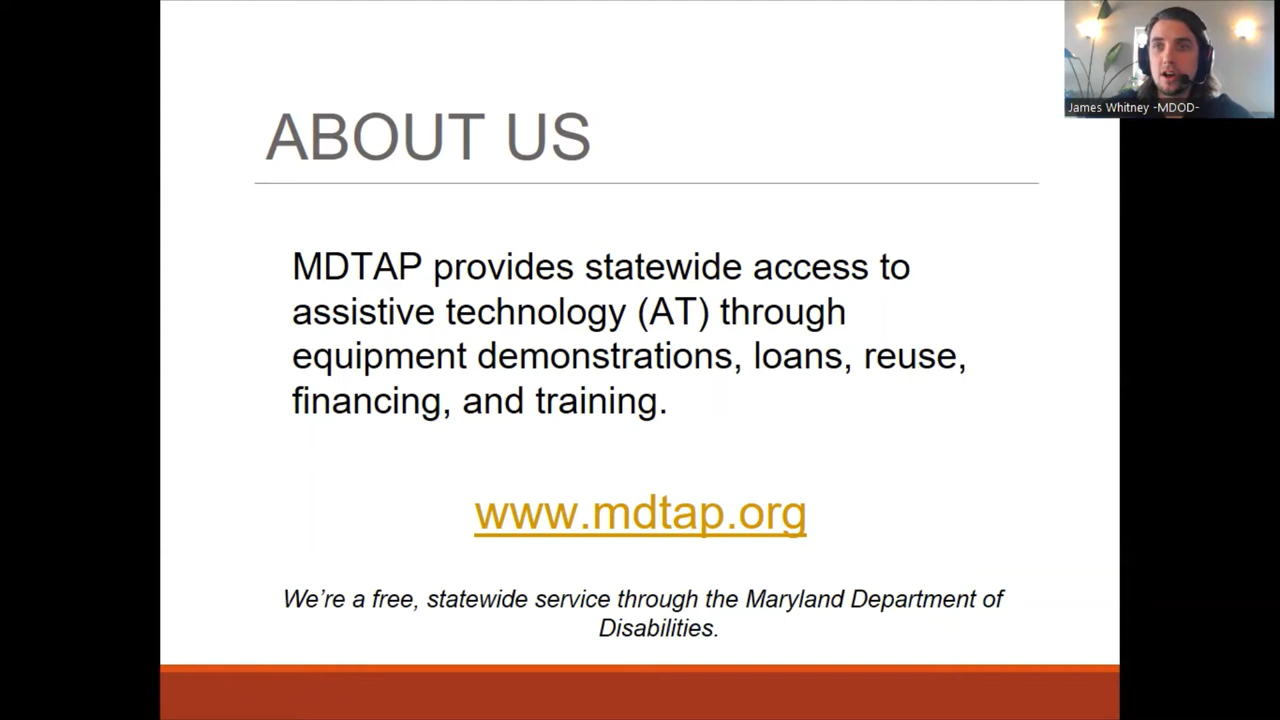 ABOUT US
MDTAP provides statewide access to
assistive technology (AT) through
equipment demonstrations, loans, reuse,
financing, and training.
www.mdtap.org
We’re a free, statewide service through the Maryland Department of
Disabilities.
James Whitney -MDOD-